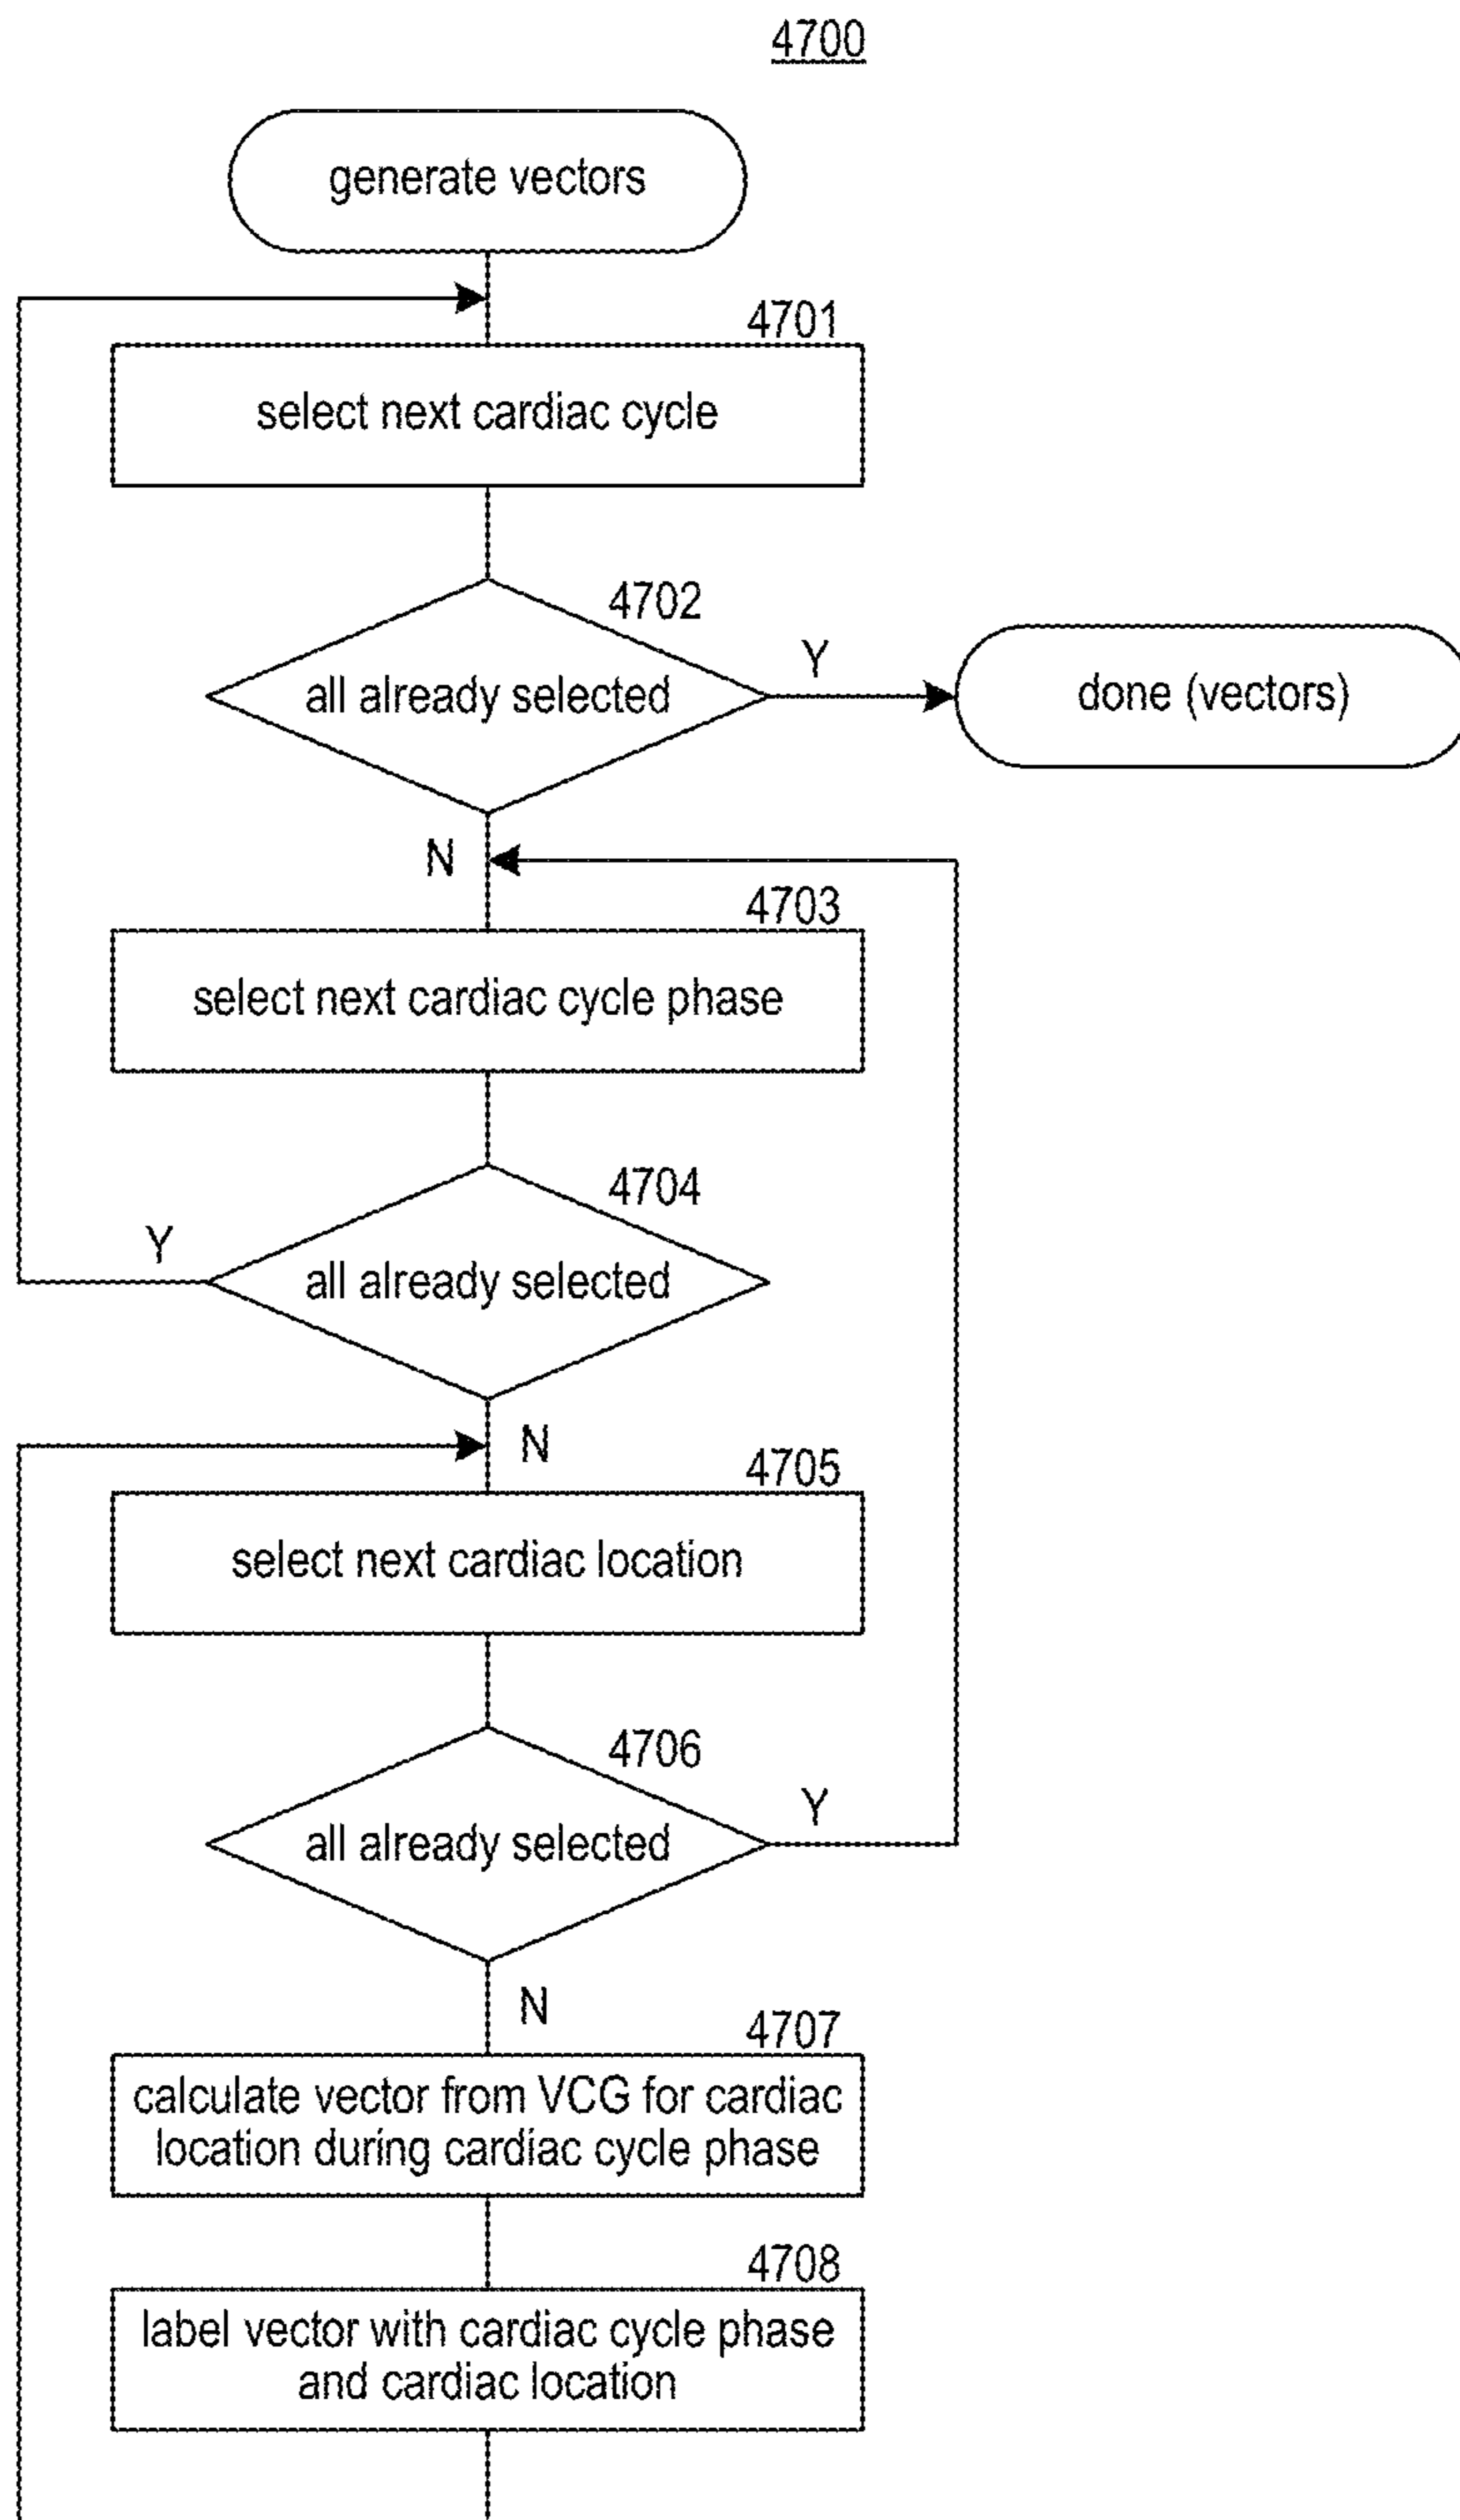 4700
generate vectors
4701
select next cardiac cycle
4702
all already selected
Y
done (vectors)
N
4703
select next cardiac cycle phase
4704
Y
all already selected
N
4705
select next cardiac location
4706
all already selected
Y
N
4707
calculate vector from VCG for cardiac
location during cardiac cycle phase
4708
label vector with cardiac cycle phase
and cardiac location